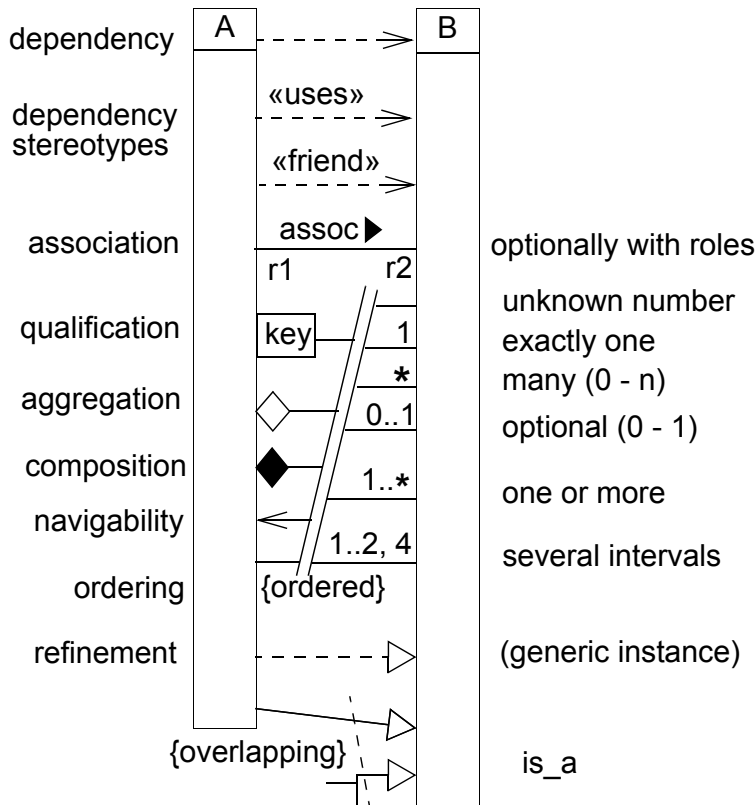 A B
dependency
«uses»
dependency
stereotypes
«friend»
assoc
association optionally with roles
r1 r2
unknown number
qualification key 1 exactly one
* many (0 - n)
aggregation 0..1 optional (0 - 1)
composition 1..* one or more
navigability
1..2, 4 several intervals
ordering {ordered}
refinement (generic instance)
{overlapping} is_a